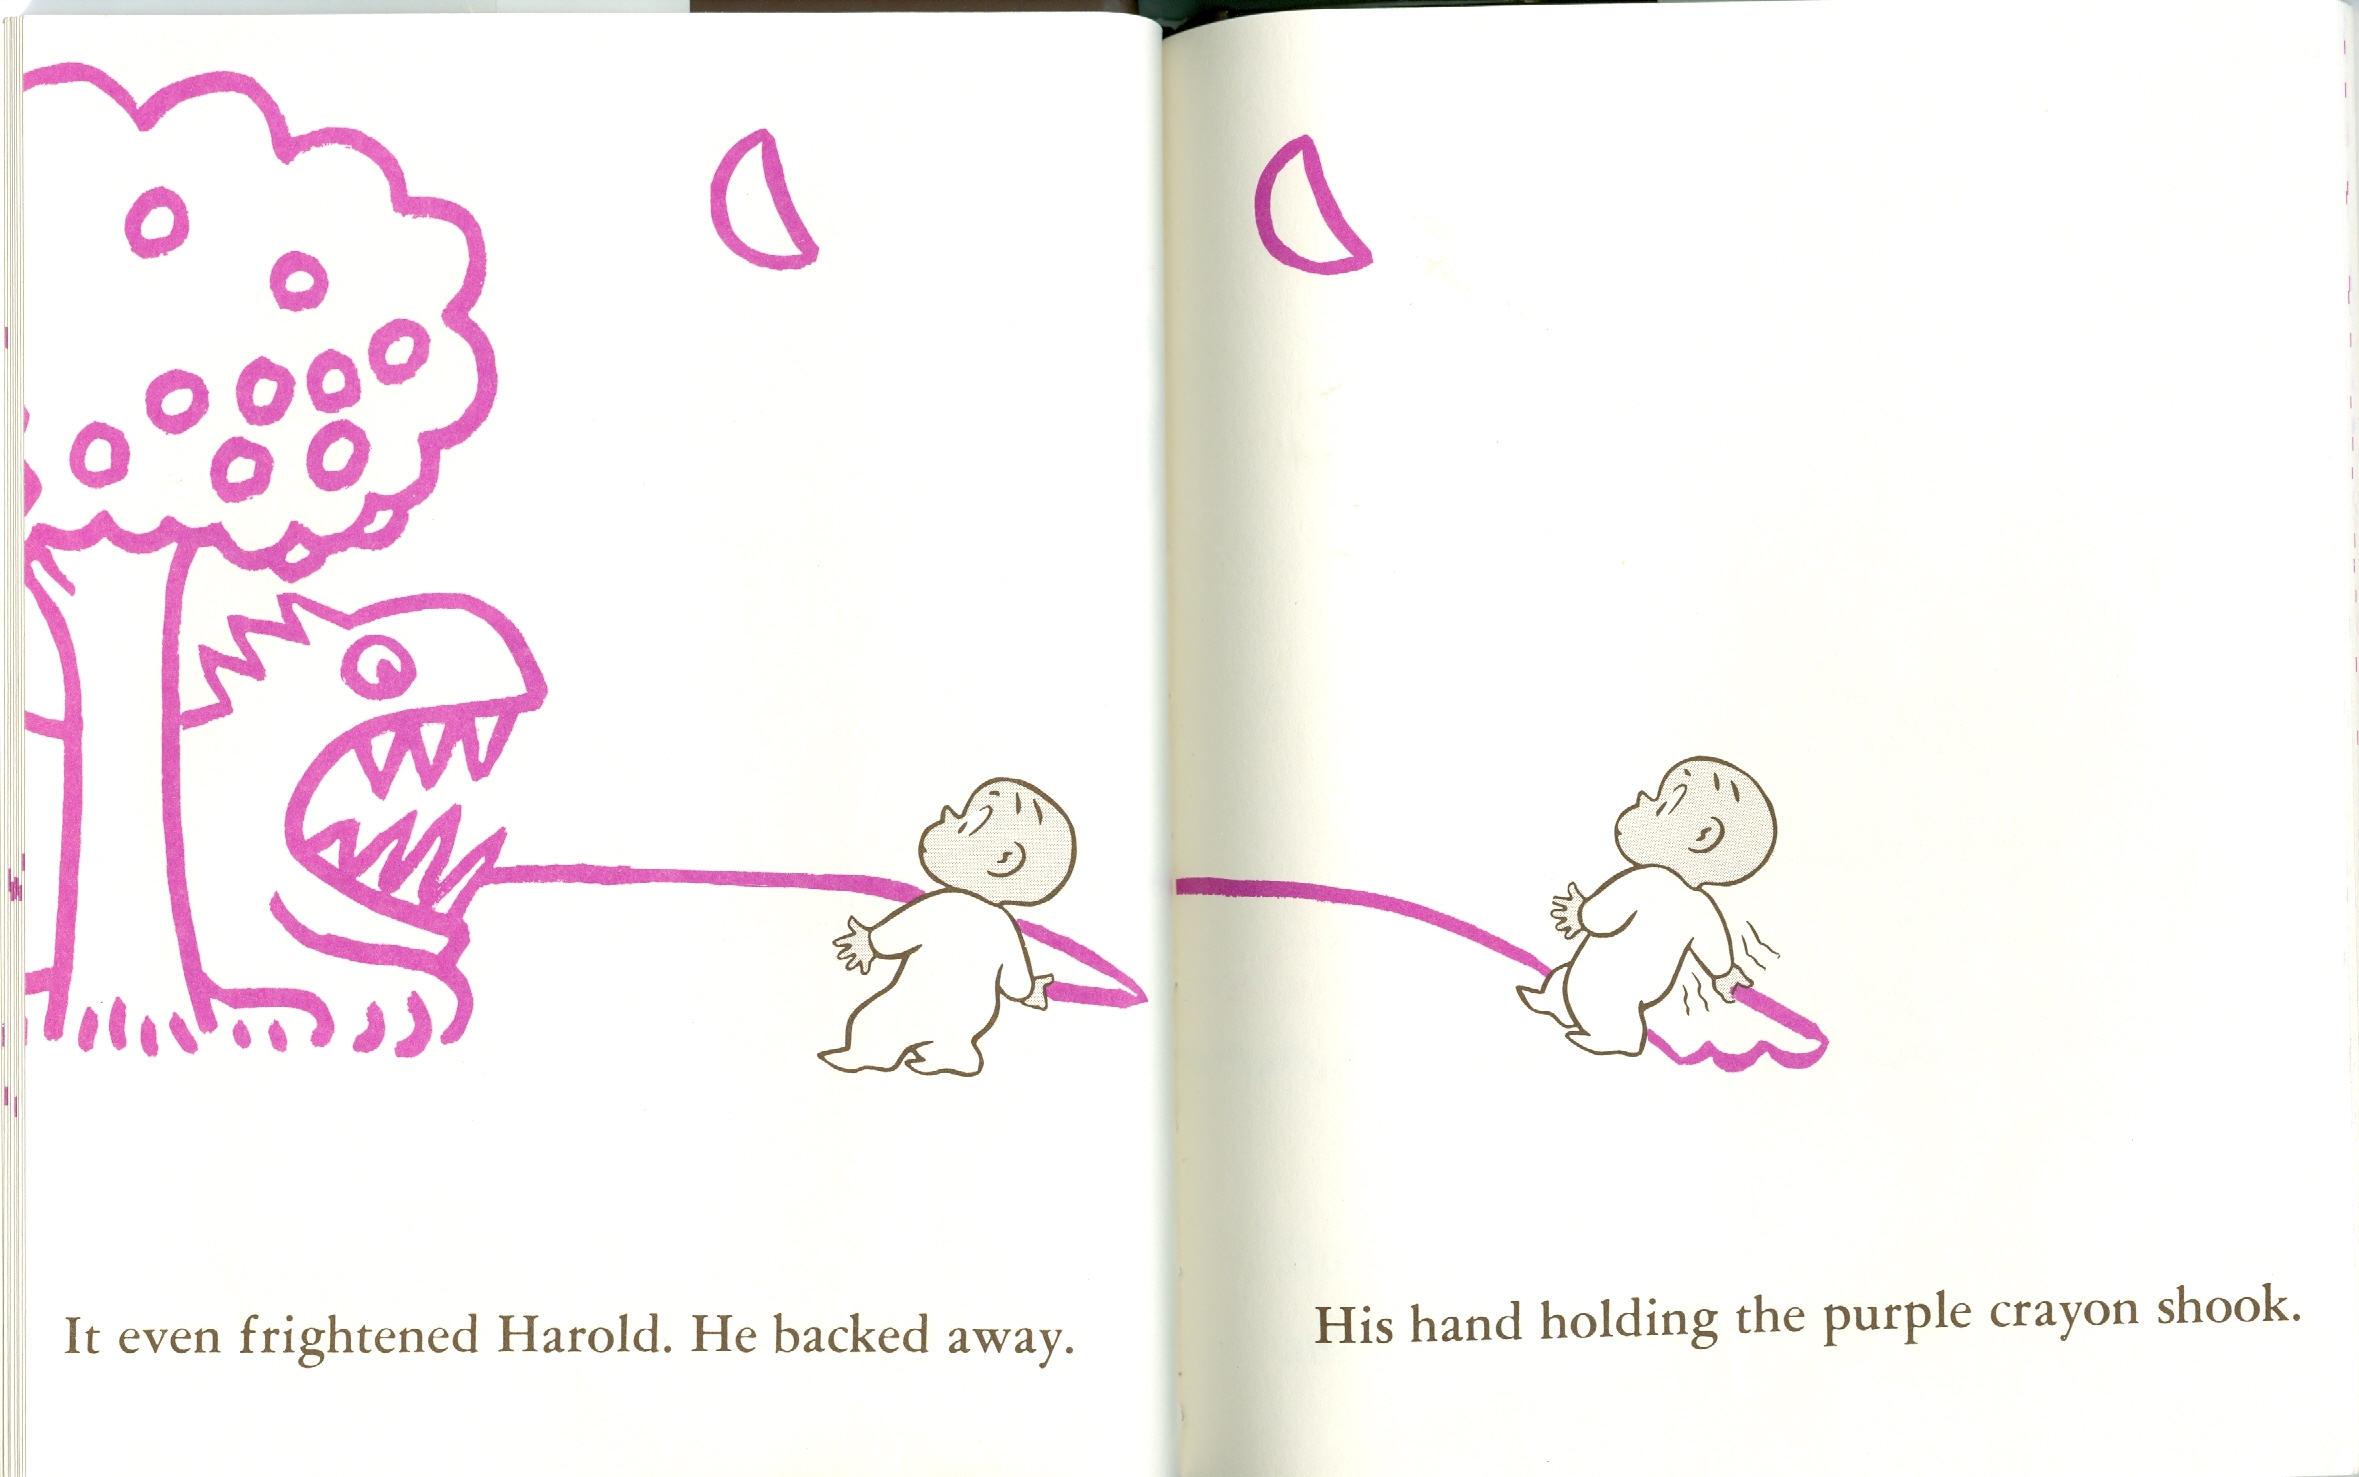 It even frightened Harold. He backed away.
His hand holding the purple crayon shook.